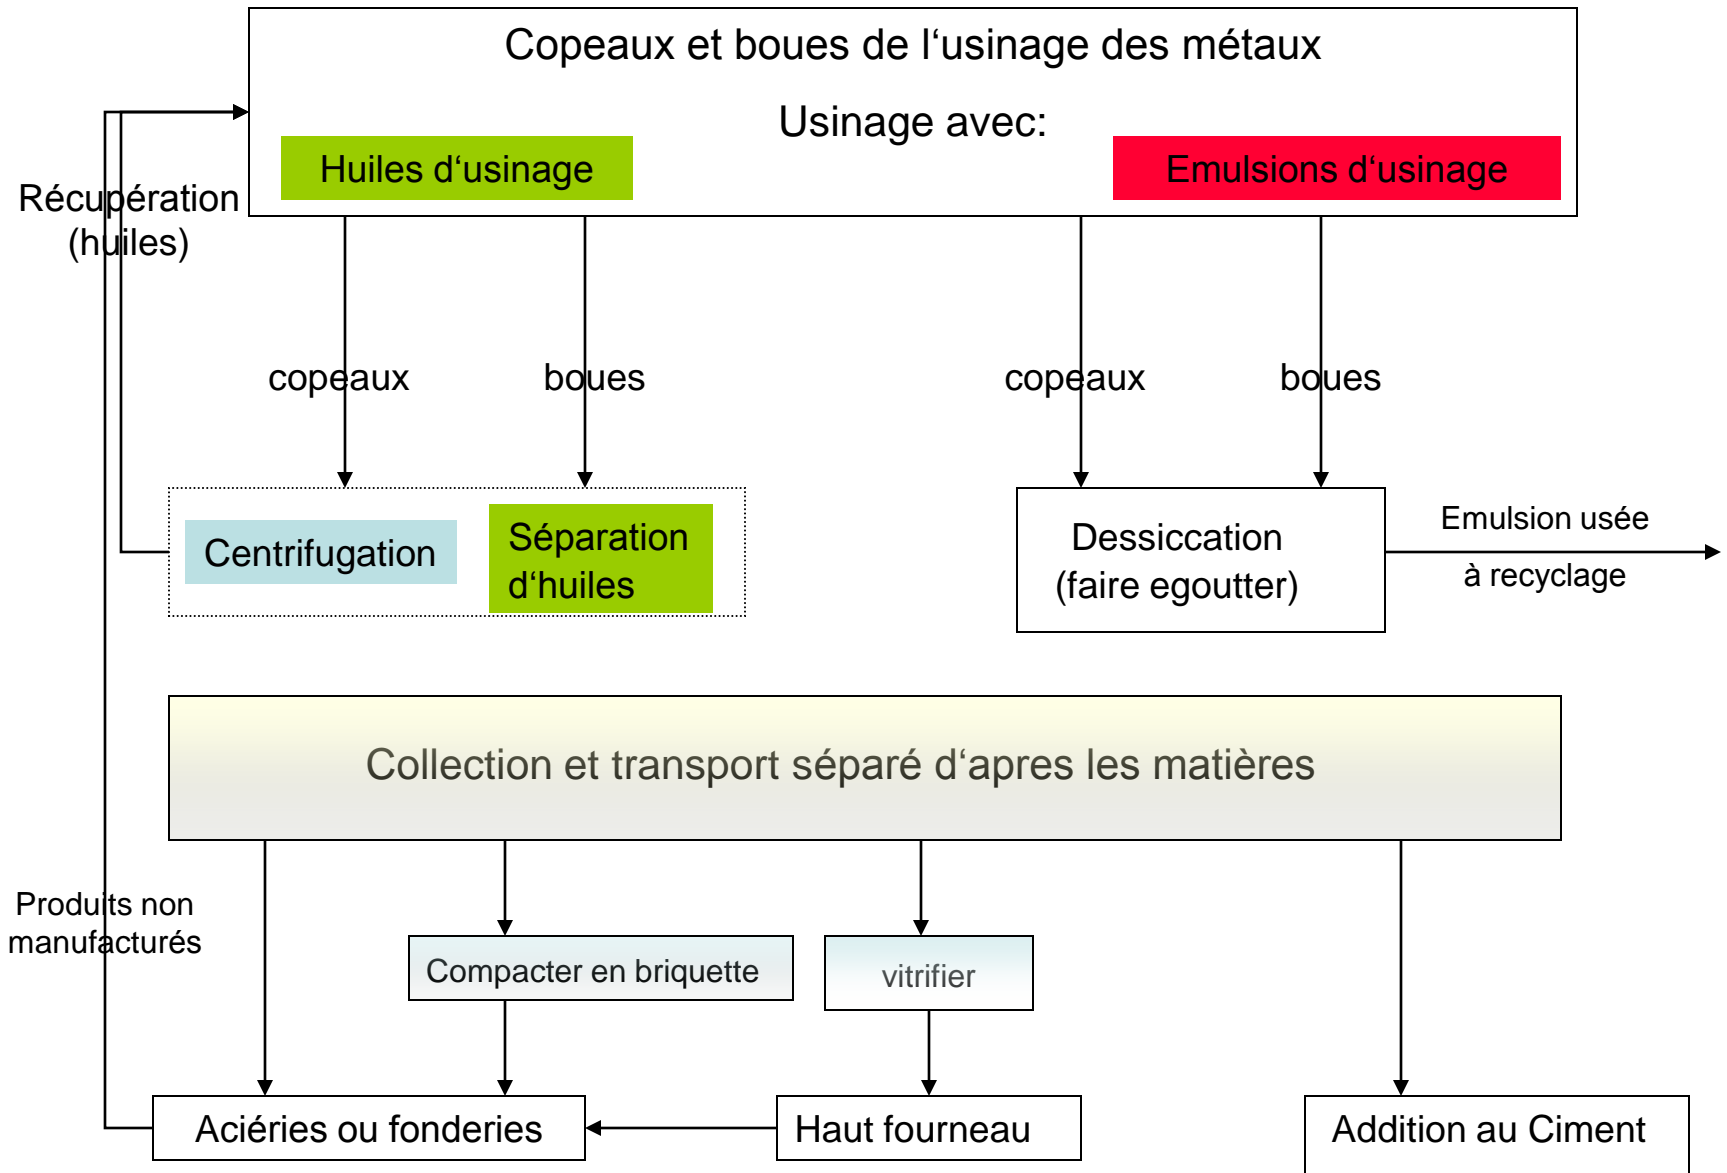 Copeaux et boues de l‘usinage des métaux
Usinage avec:
Huiles d‘usinage
Emulsions d‘usinage
Récupération
(huiles)
copeaux
boues
copeaux
boues
Centrifugation
Séparation
d‘huiles
Dessiccation
(faire egoutter)
Emulsion usée
à recyclage
Collection et transport séparé d‘apres les matières
Produits non
manufacturés
Compacter en briquette
vitrifier
Aciéries ou fonderies
Haut fourneau
Addition au Ciment